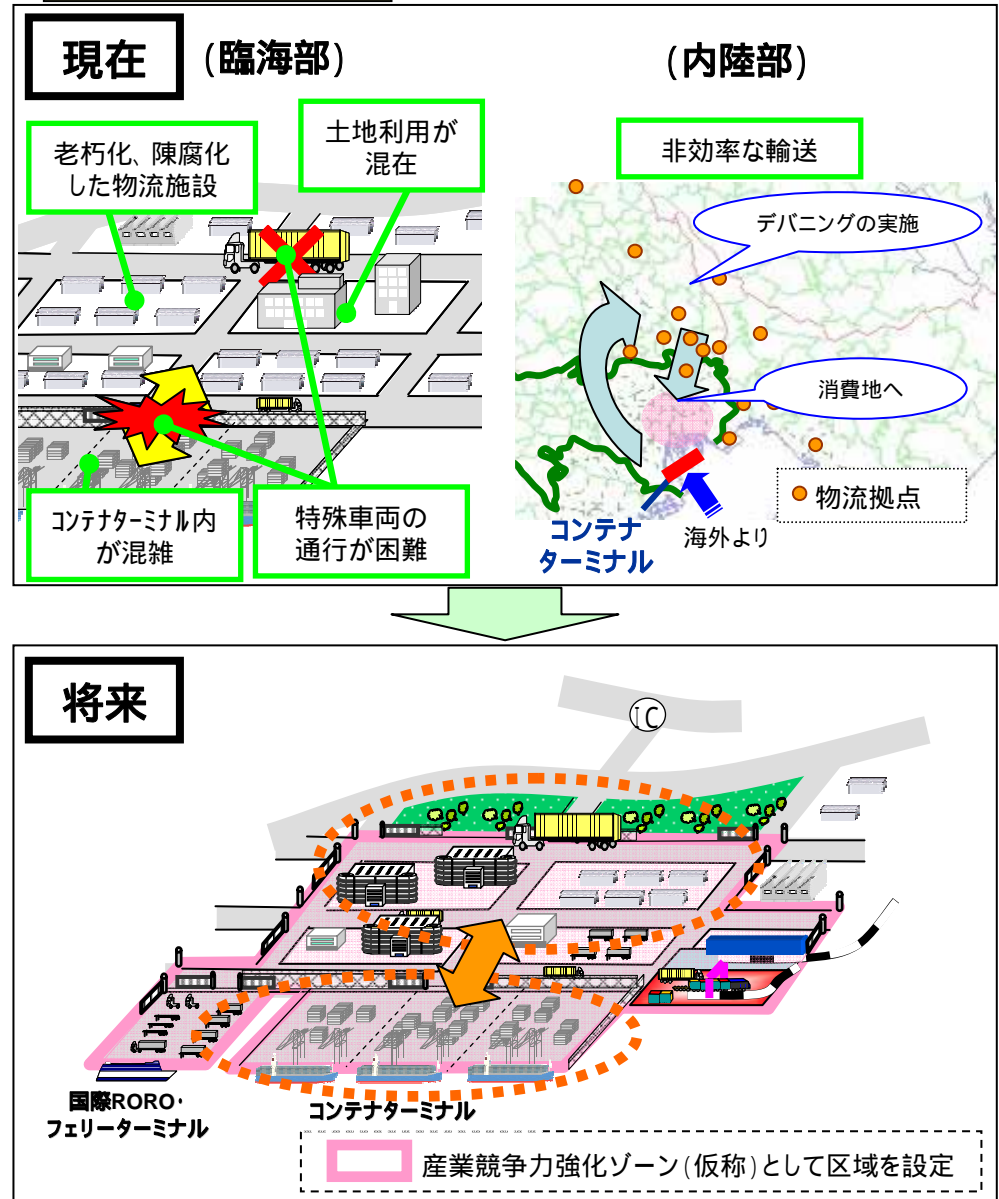 現在
(臨海部)
(内陸部)
老朽化、陳腐化
した物流施設
土地利用が
混在
非効率な輸送
デバニングの実施
消費地へ
コンテナターミナル内
が混雑
特殊車両の
通行が困難
コンテナ
ターミナル
海外より
物流拠点
将来
IC
国際RORO・
フェリーターミナル
コンテナターミナル
産業競争力強化ゾーン(仮称)として区域を設定